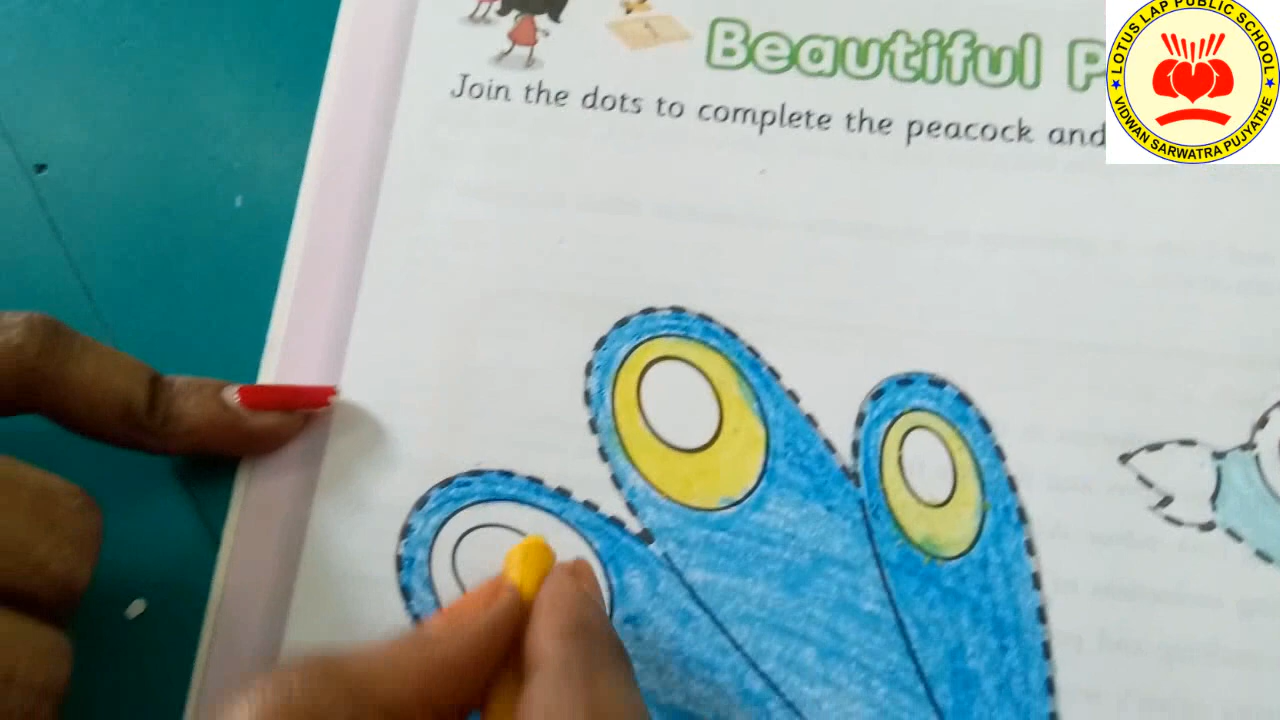 Beautiful P
Join the dots to complete the peacock and
LOTUS LAP PUBLIC SCHOOL
VIDWAN SARWATRA PUJYATHE